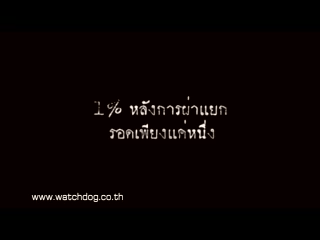 1% หลังการผ่าแยก
รอดเพียงแค่หนึ่ง
www.watchdog.co.th